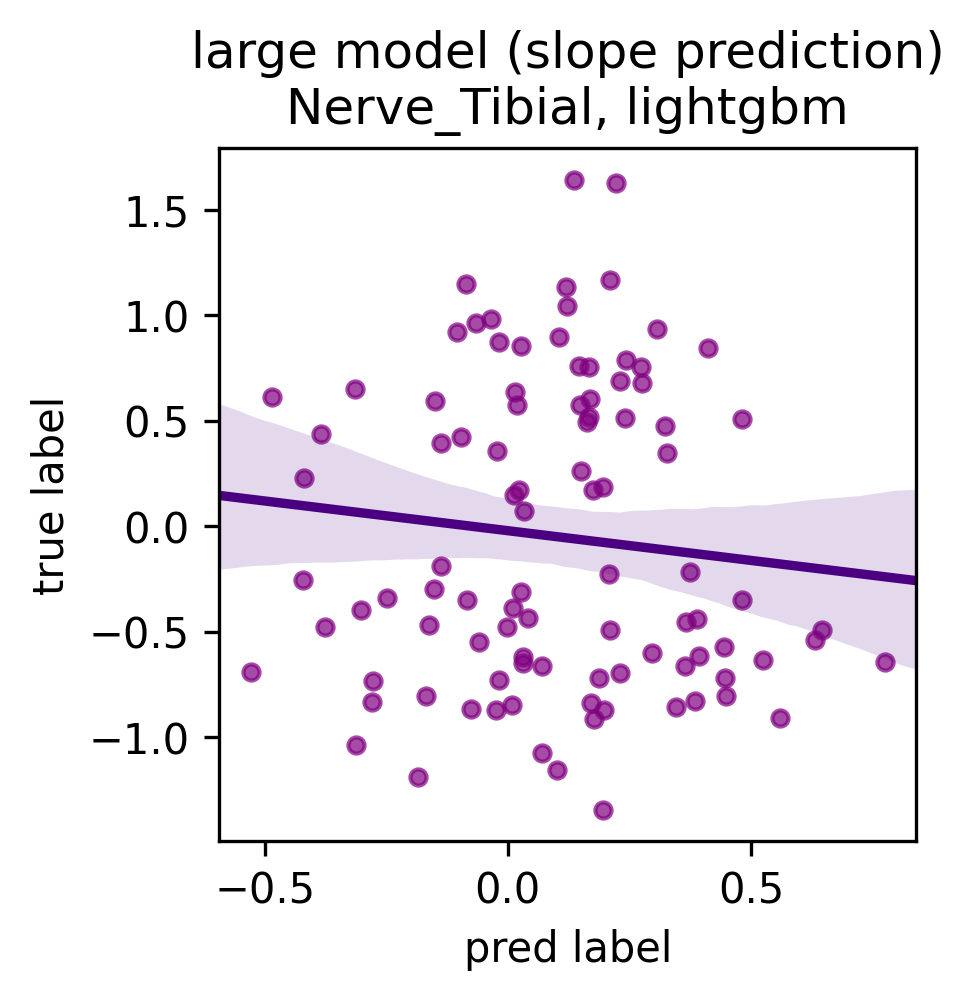 large model (slope prediction)
Nerve_Tibial, lightgbm
1.5
1.0
0.5
0.0
−0.5
−1.0
true label
−0.5
0.0
0.5
pred label